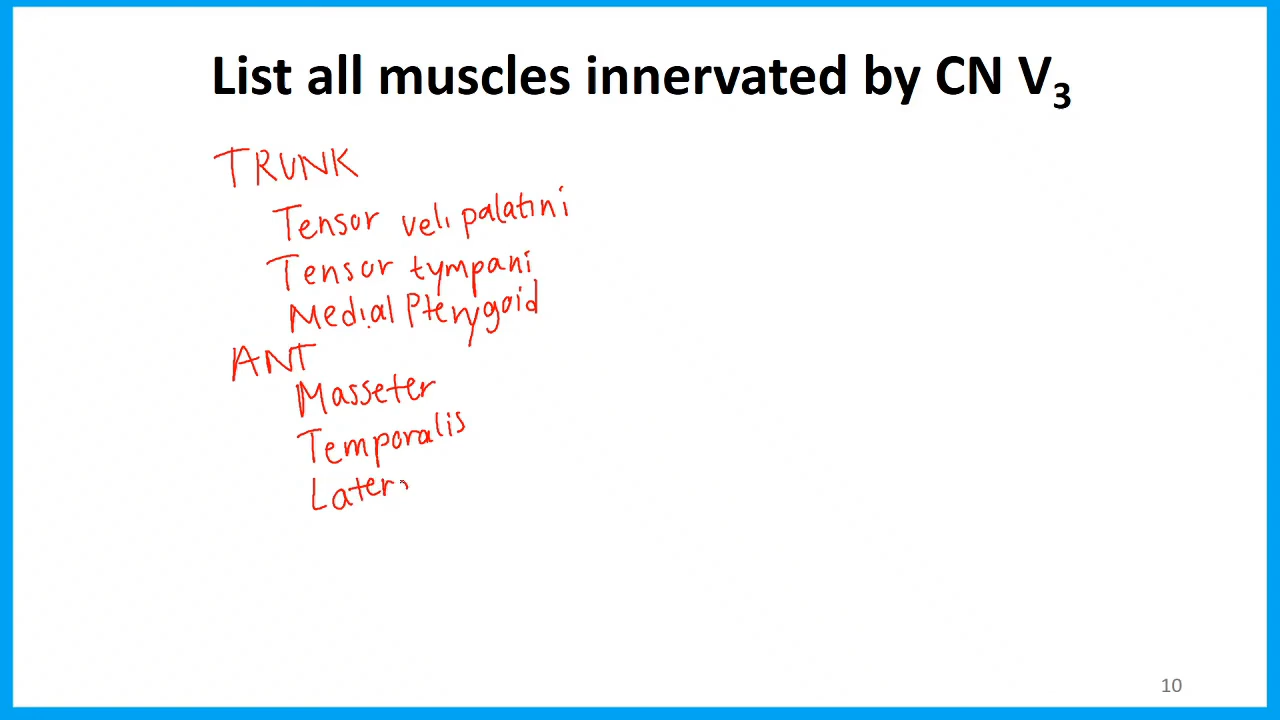 List all muscles innervated by CN V3
TRUNK
Tensor veli palatini
Tensor tympani
Medial Pterygoid
ANT
Masseter
Temporalis
Later
10